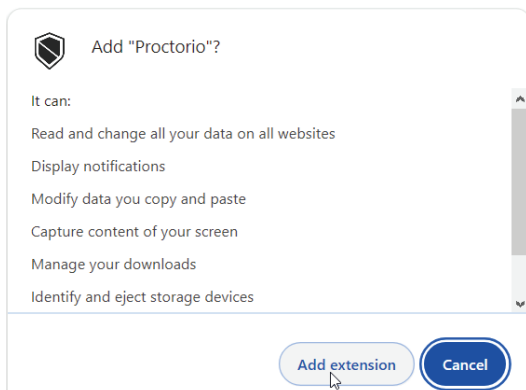 Add "Proctorio"?
It can:
Read and change all your data on all websites
Display notifications
Modify data you copy and paste
Capture content of your screen
Manage your downloads
Identify and eject storage devices
Add extension
Cancel